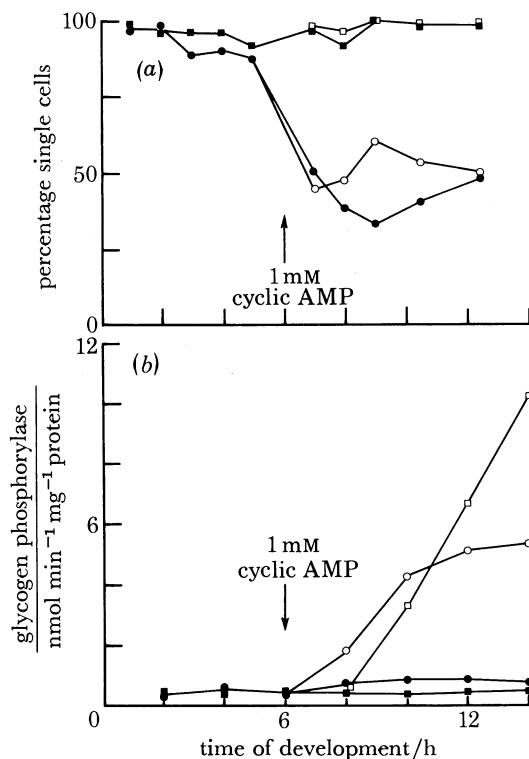 100
(a)
percentage single cells
50
1 mM
cyclic AMP
0
12
(b)
glycogen phosphorylase
nmol min⁻¹ mg⁻¹ protein
6
1 mM
cyclic AMP
0 6 12
time of development/h